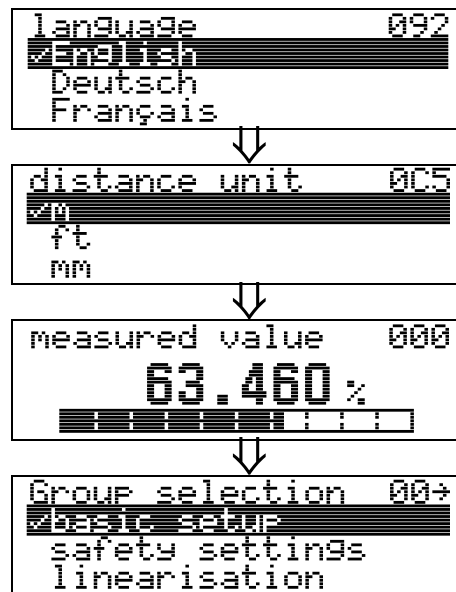 language 092
✓English
Deutsch
Français
distance unit 0C5
✓m
ft
mm
measured value 000
63.460 %
Group selection 00→
✓basic setup
safety settings
linearisation